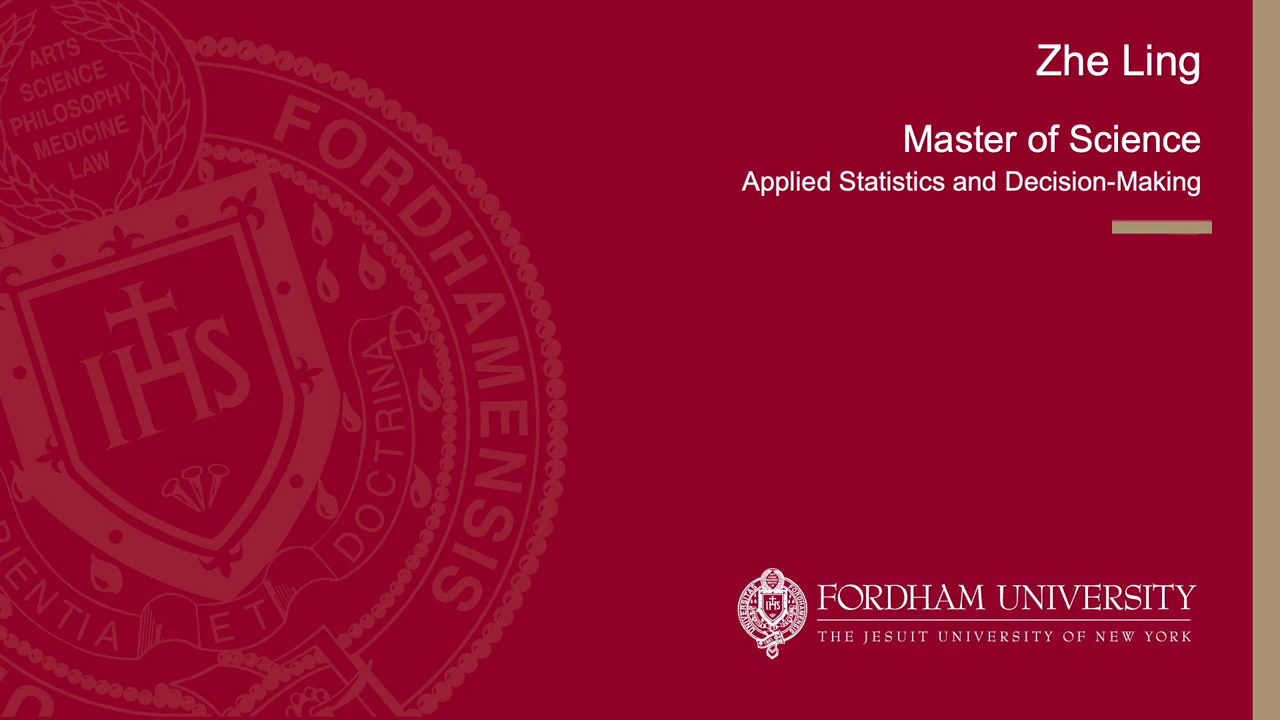 Zhe Ling
Master of Science
Applied Statistics and Decision-Making
ARTS
SCIENCE
PHILOSOPHY
MEDICINE
LAW
FORDHAMENSIS
IHS
DOCTRINA
ET
FORDHAM UNIVERSITY
THE JESUIT UNIVERSITY OF NEW YORK